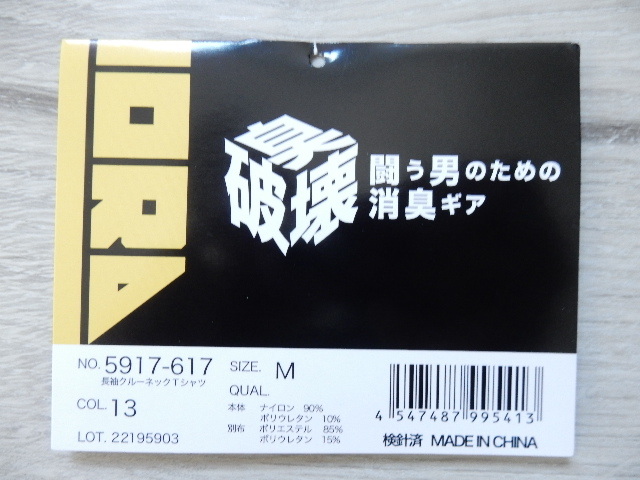 IORA
臭
破壊
闘う男のための
消臭ギア
NO. 5917-617
長袖クルーネックTシャツ
COL. 13
LOT. 22195903
SIZE. M
QUAL.
本体 ナイロン 90%
ポリウレタン 10%
別布 ポリエステル 85%
ポリウレタン 15%
4 547487 995413
検針済 MADE IN CHINA